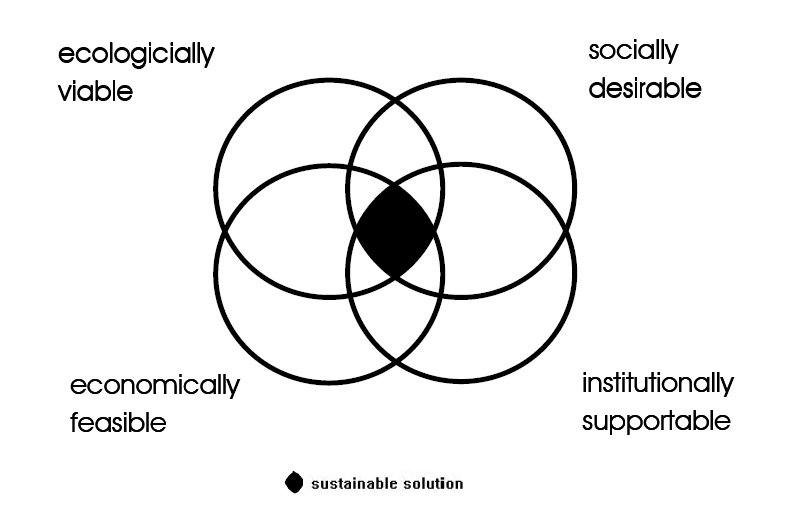 ecologicially
viable
socially
desirable
economically
feasible
institutionally
supportable
sustainable solution